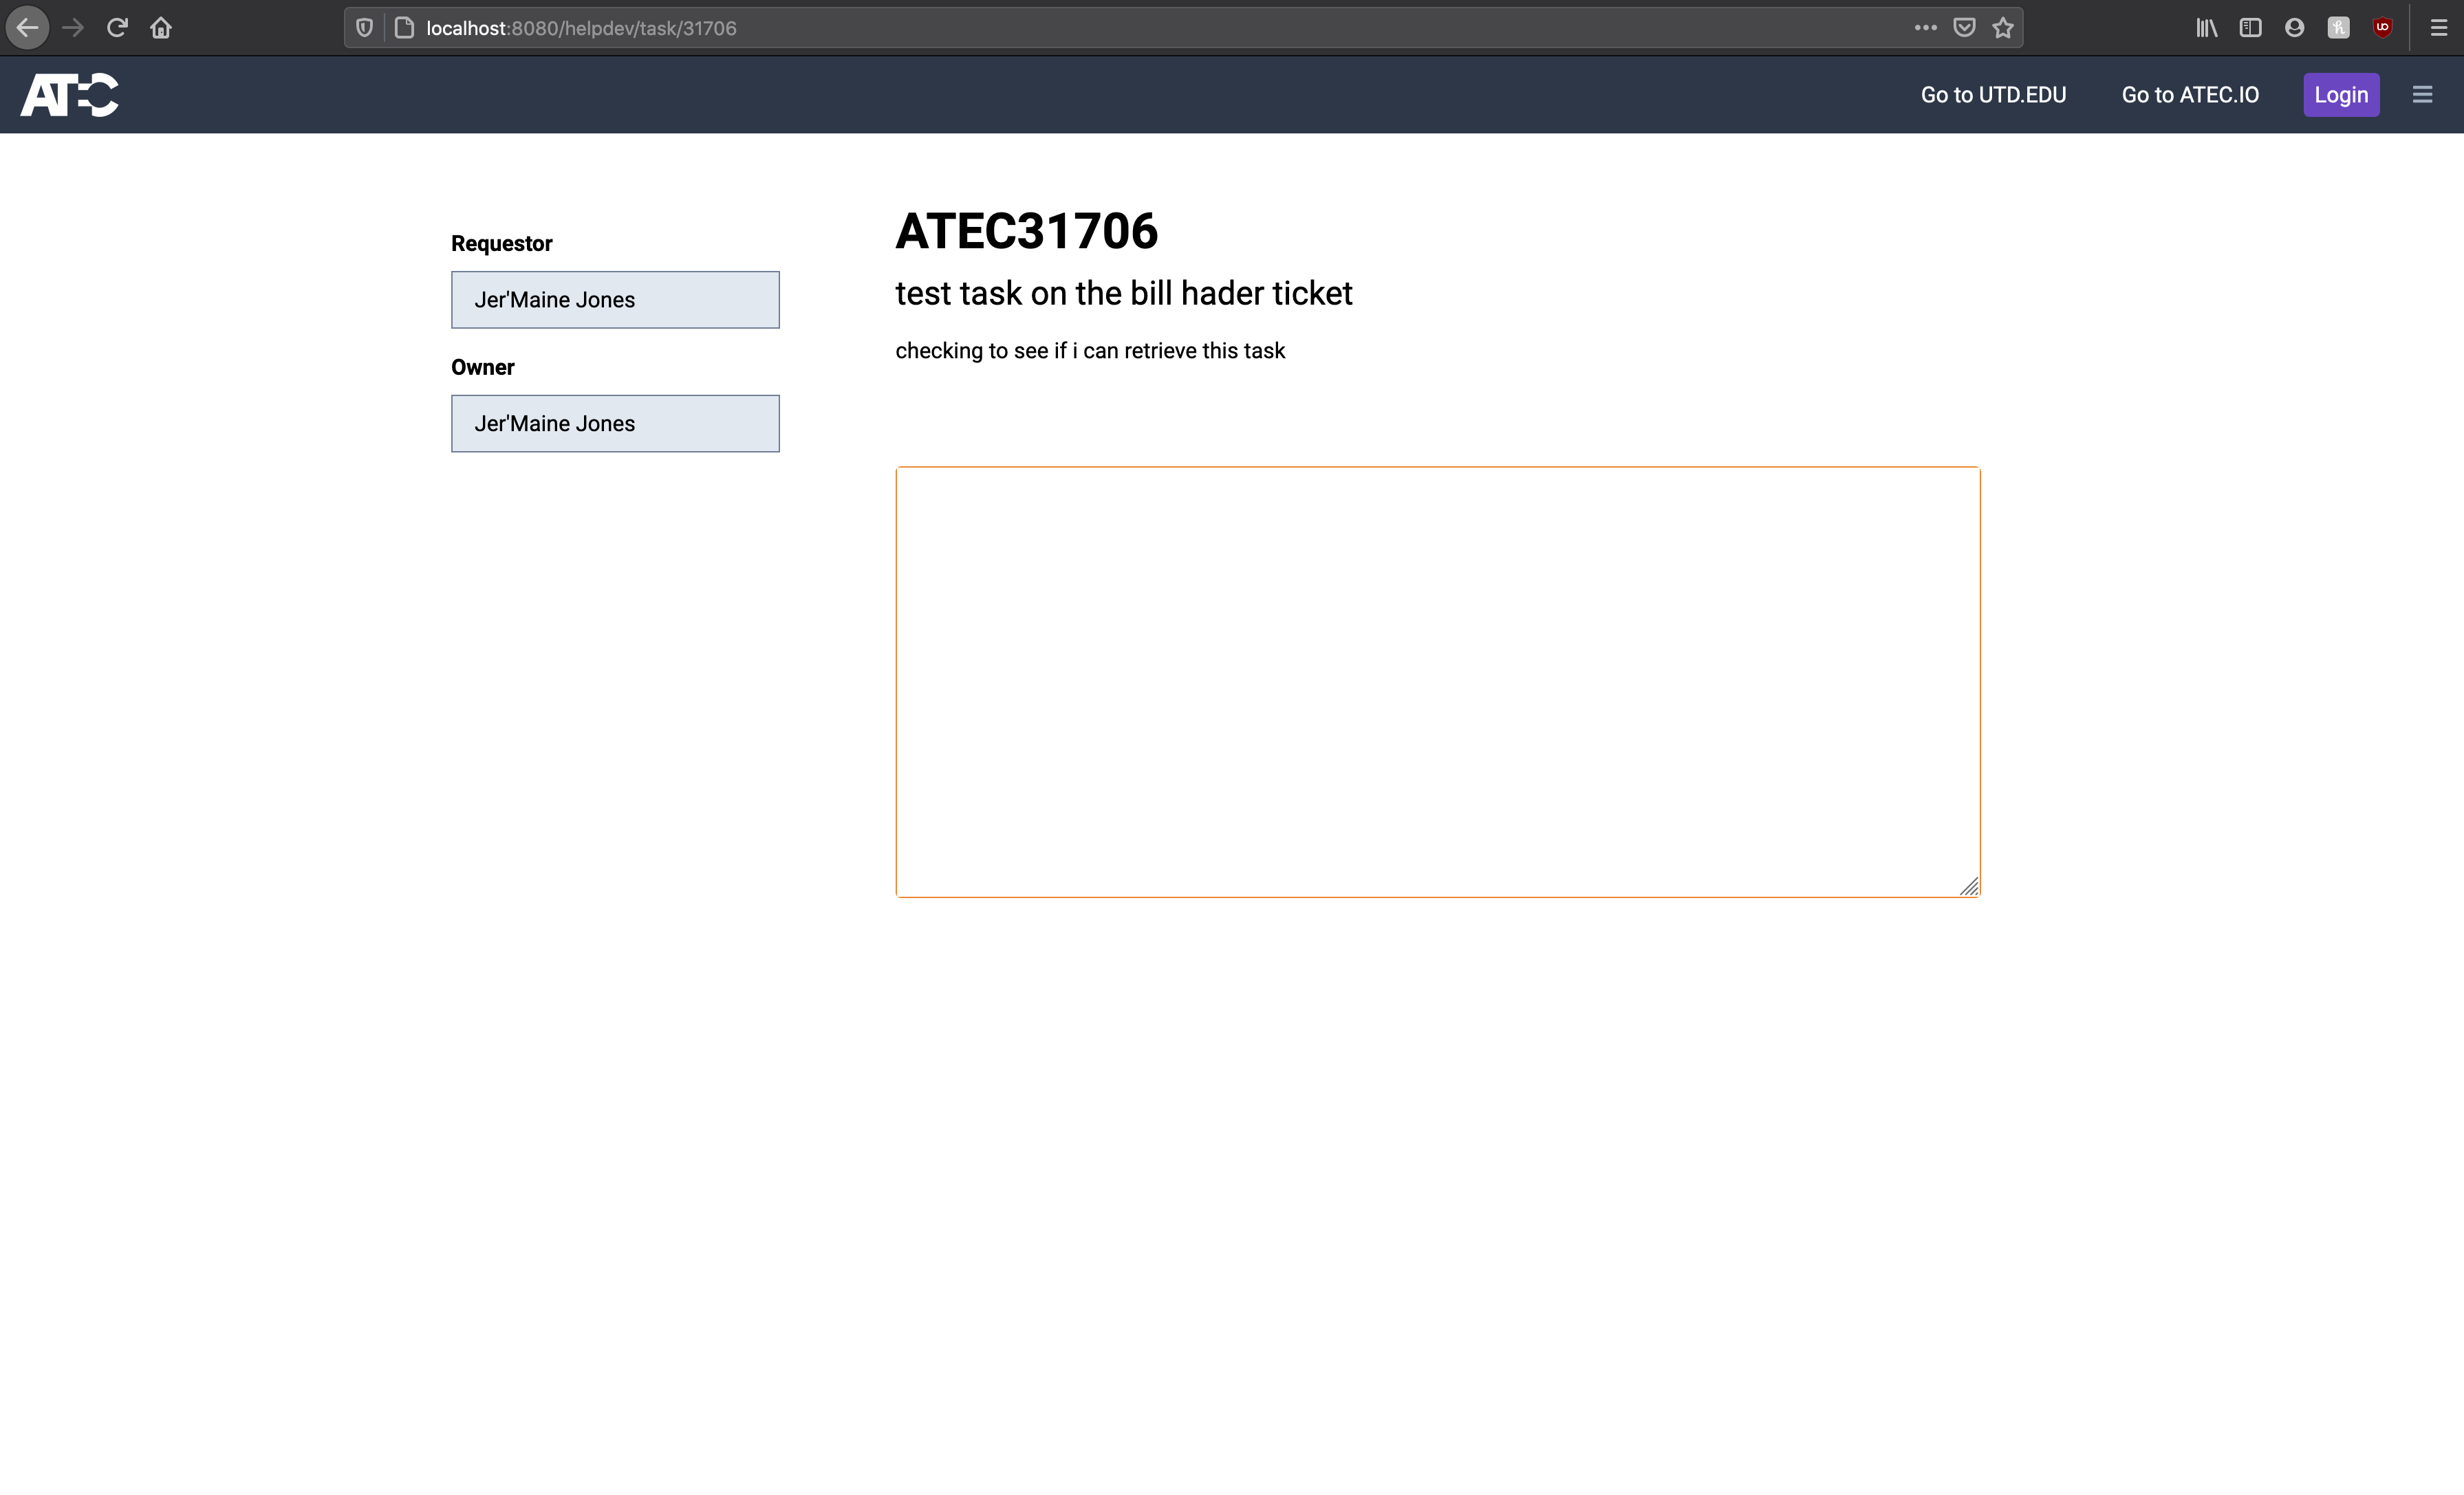 localhost:8080/helpdev/task/31706
ATEC
Go to UTD.EDU
Go to ATEC.IO
Login
Requestor
Jer'Maine Jones
Owner
Jer'Maine Jones
ATEC31706
test task on the bill hader ticket
checking to see if i can retrieve this task